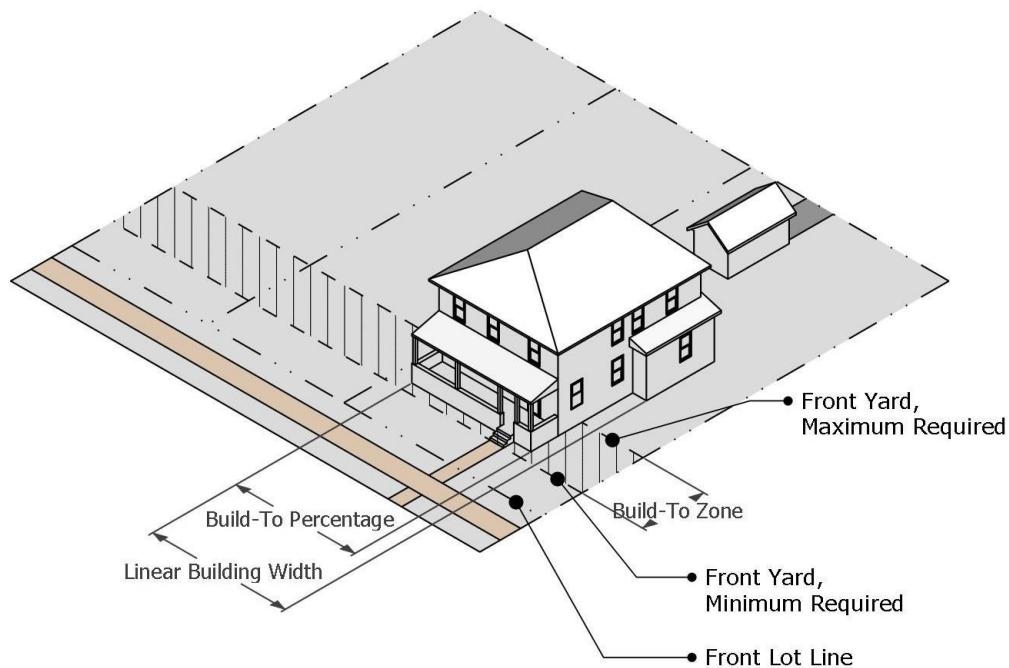 Front Yard,
Maximum Required
Build-To Percentage
Build-To Zone
Linear Building Width
Front Yard,
Minimum Required
Front Lot Line